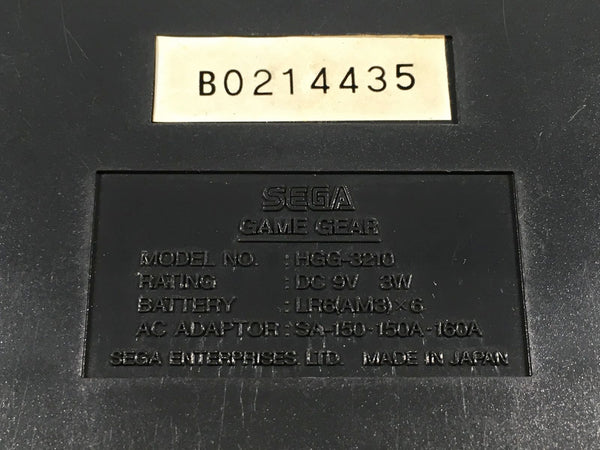 B0214435
SEGA
GAME GEAR
MODEL NO. : HGG-3210
RATING : DC 9V 3W
BATTERY : LR6(AM3)×6
AC ADAPTOR : SA-150·150A·160A
SEGA ENTERPRISES LTD. MADE IN JAPAN